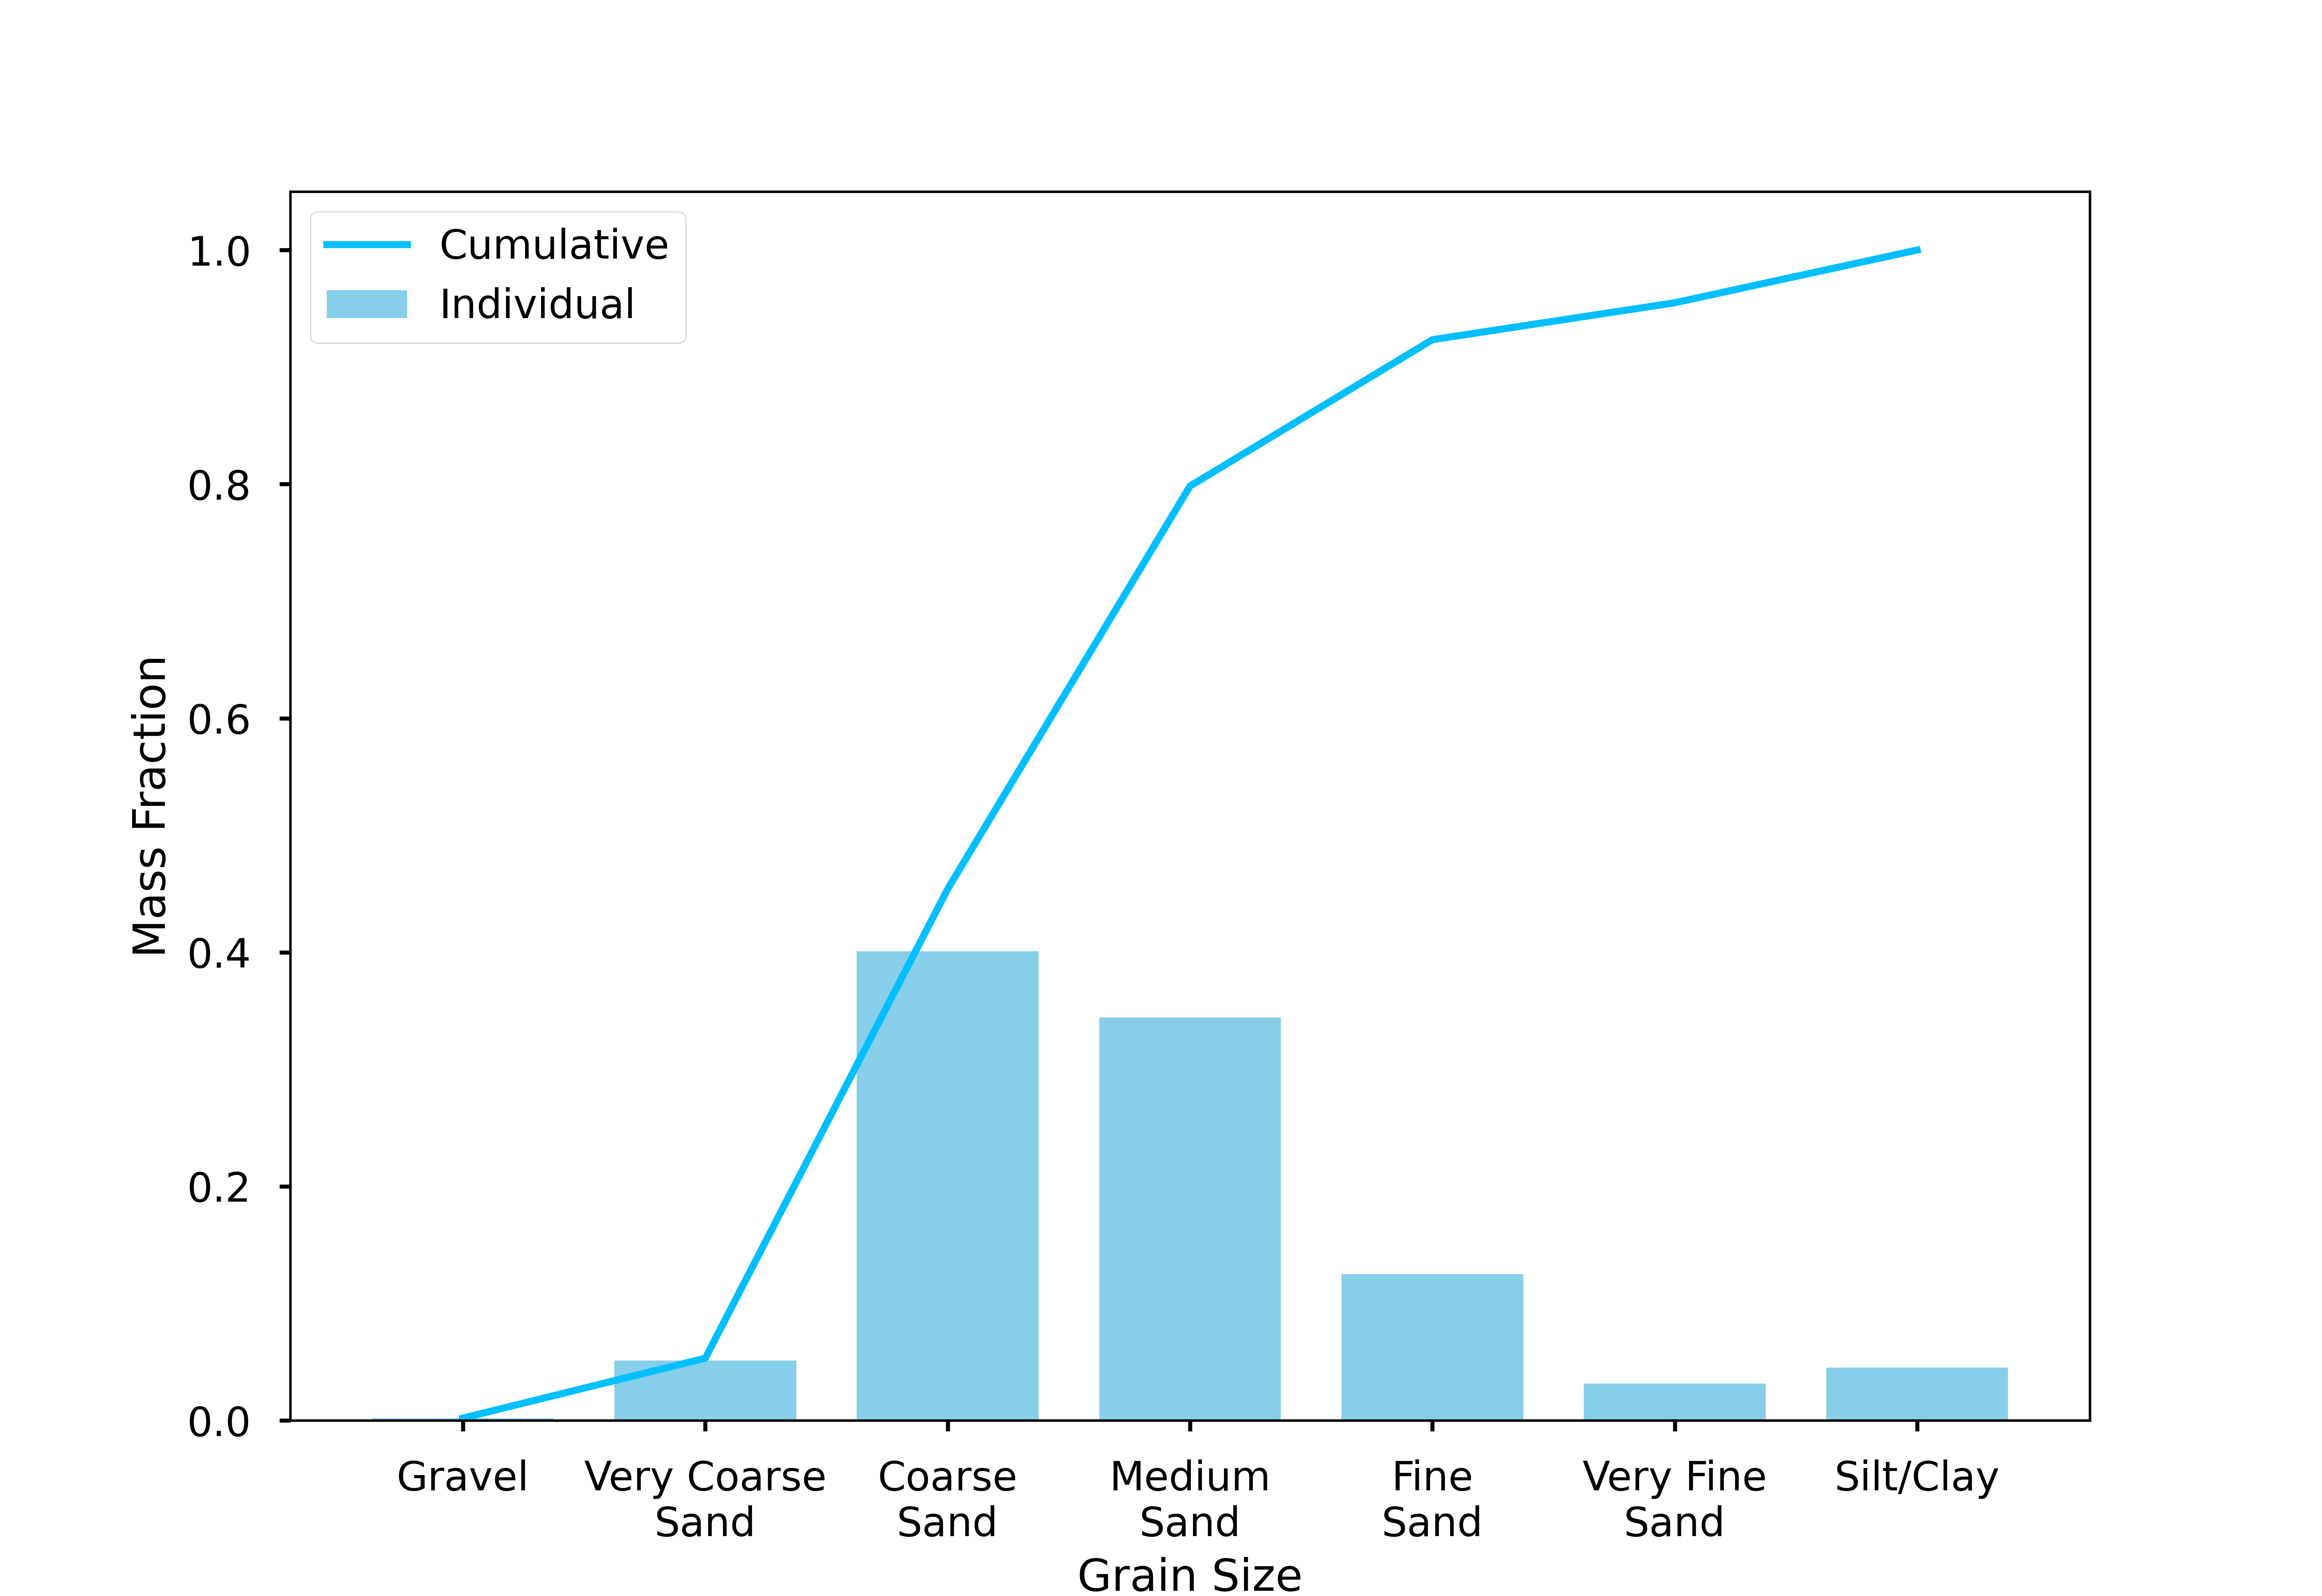 Cumulative
Individual
1.0
0.8
0.6
0.4
0.2
0.0
Mass Fraction
Gravel
Very Coarse
Sand
Coarse
Sand
Medium
Sand
Fine
Sand
Very Fine
Sand
Silt/Clay
Grain Size